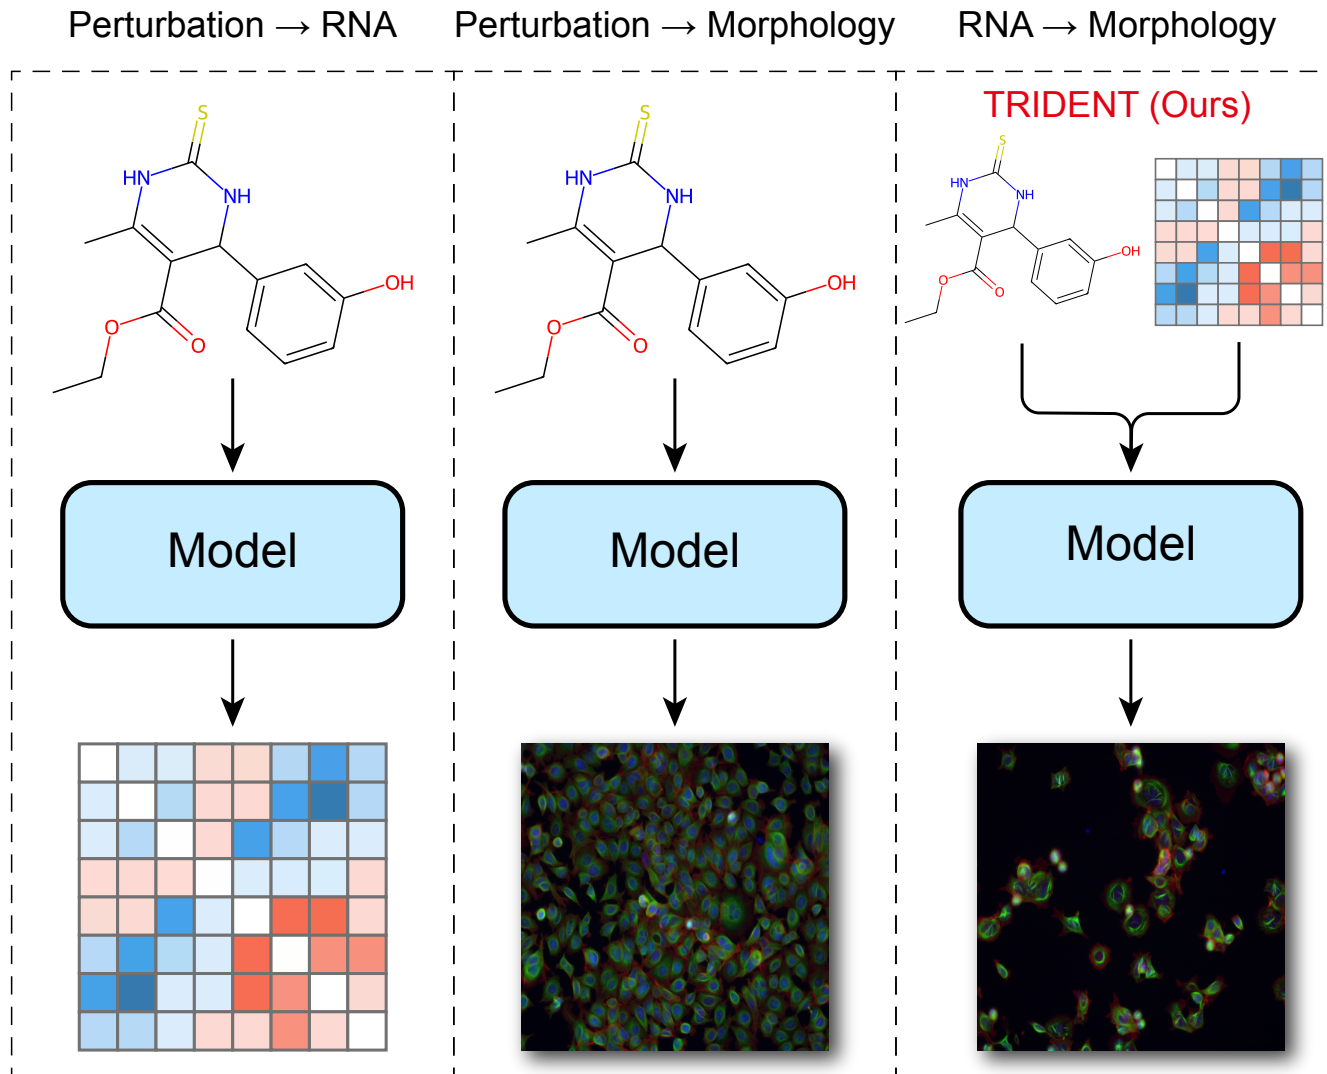 Perturbation → RNA
Perturbation → Morphology
RNA → Morphology
TRIDENT (Ours)
S
HN
NH
OH
O
O
S
HN
NH
OH
O
O
S
HN
NH
OH
O
O
Model
Model
Model